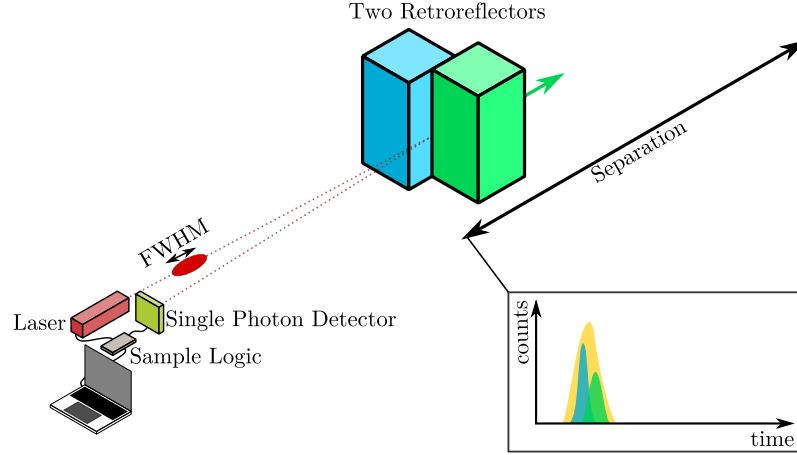 Two Retroreflectors
Separation
FWHM
Laser
Single Photon Detector
Sample Logic
counts
time